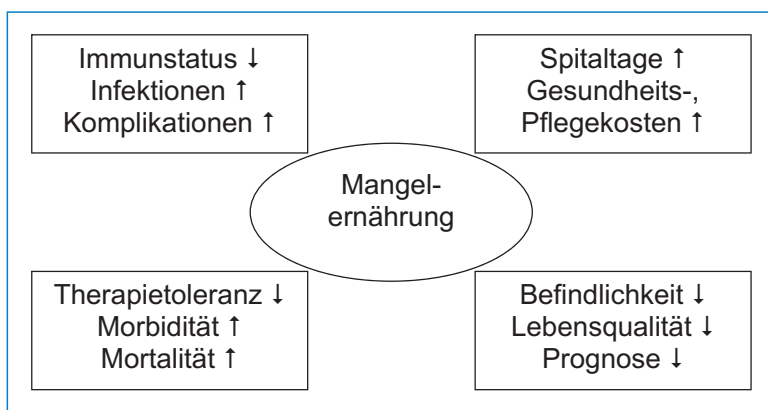 Immunstatus ↓
Infektionen ↑
Komplikationen ↑
Spitaltage ↑
Gesundheits-,
Pflegekosten ↑
Mangel-
ernährung
Therapietoleranz ↓
Morbidität ↑
Mortalität ↑
Befindlichkeit ↓
Lebensqualität ↓
Prognose ↓